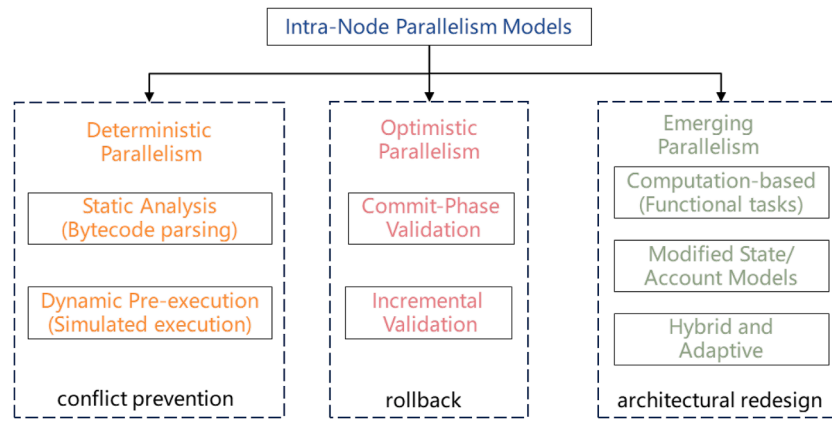 Intra-Node Parallelism Models
Deterministic
Parallelism
Static Analysis
(Bytecode parsing)
Dynamic Pre-execution
(Simulated execution)
conflict prevention
Optimistic
Parallelism
Commit-Phase
Validation
Incremental
Validation
rollback
Emerging
Parallelism
Computation-based
(Functional tasks)
Modified State/
Account Models
Hybrid and
Adaptive
architectural redesign